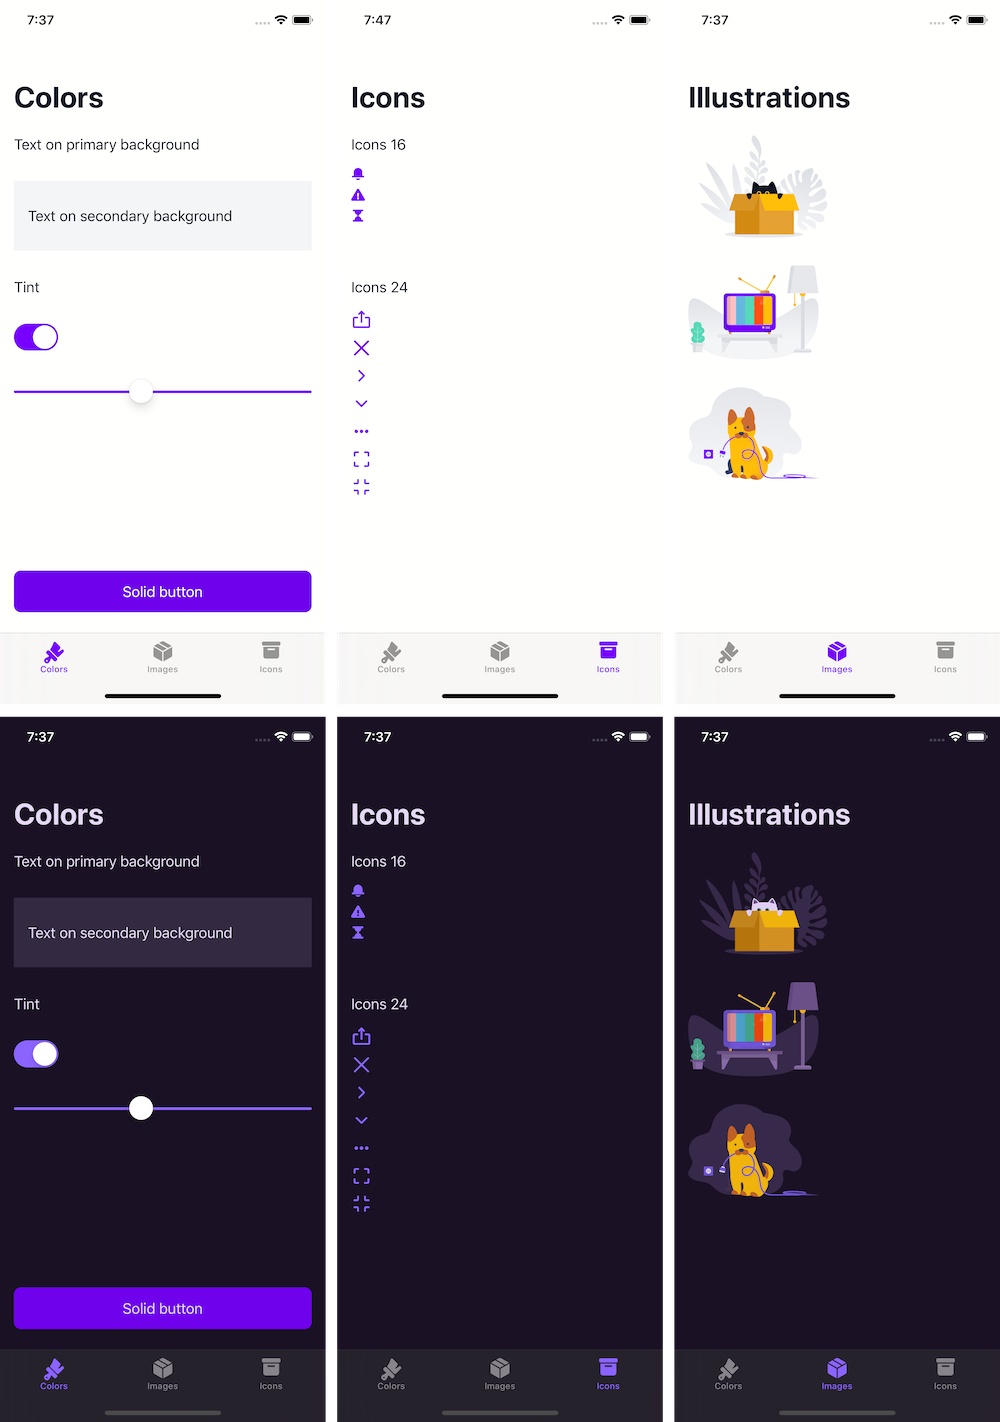 7:37
Colors
Text on primary background
Text on secondary background
Tint
Solid button
Colors
Images
Icons
7:47
Icons
Icons 16
Icons 24
Colors
Images
Icons
7:37
Illustrations
Colors
Images
Icons
7:37
Colors
Text on primary background
Text on secondary background
Tint
Solid button
Colors
Images
Icons
7:37
Icons
Icons 16
Icons 24
Colors
Images
Icons
7:37
Illustrations
Colors
Images
Icons